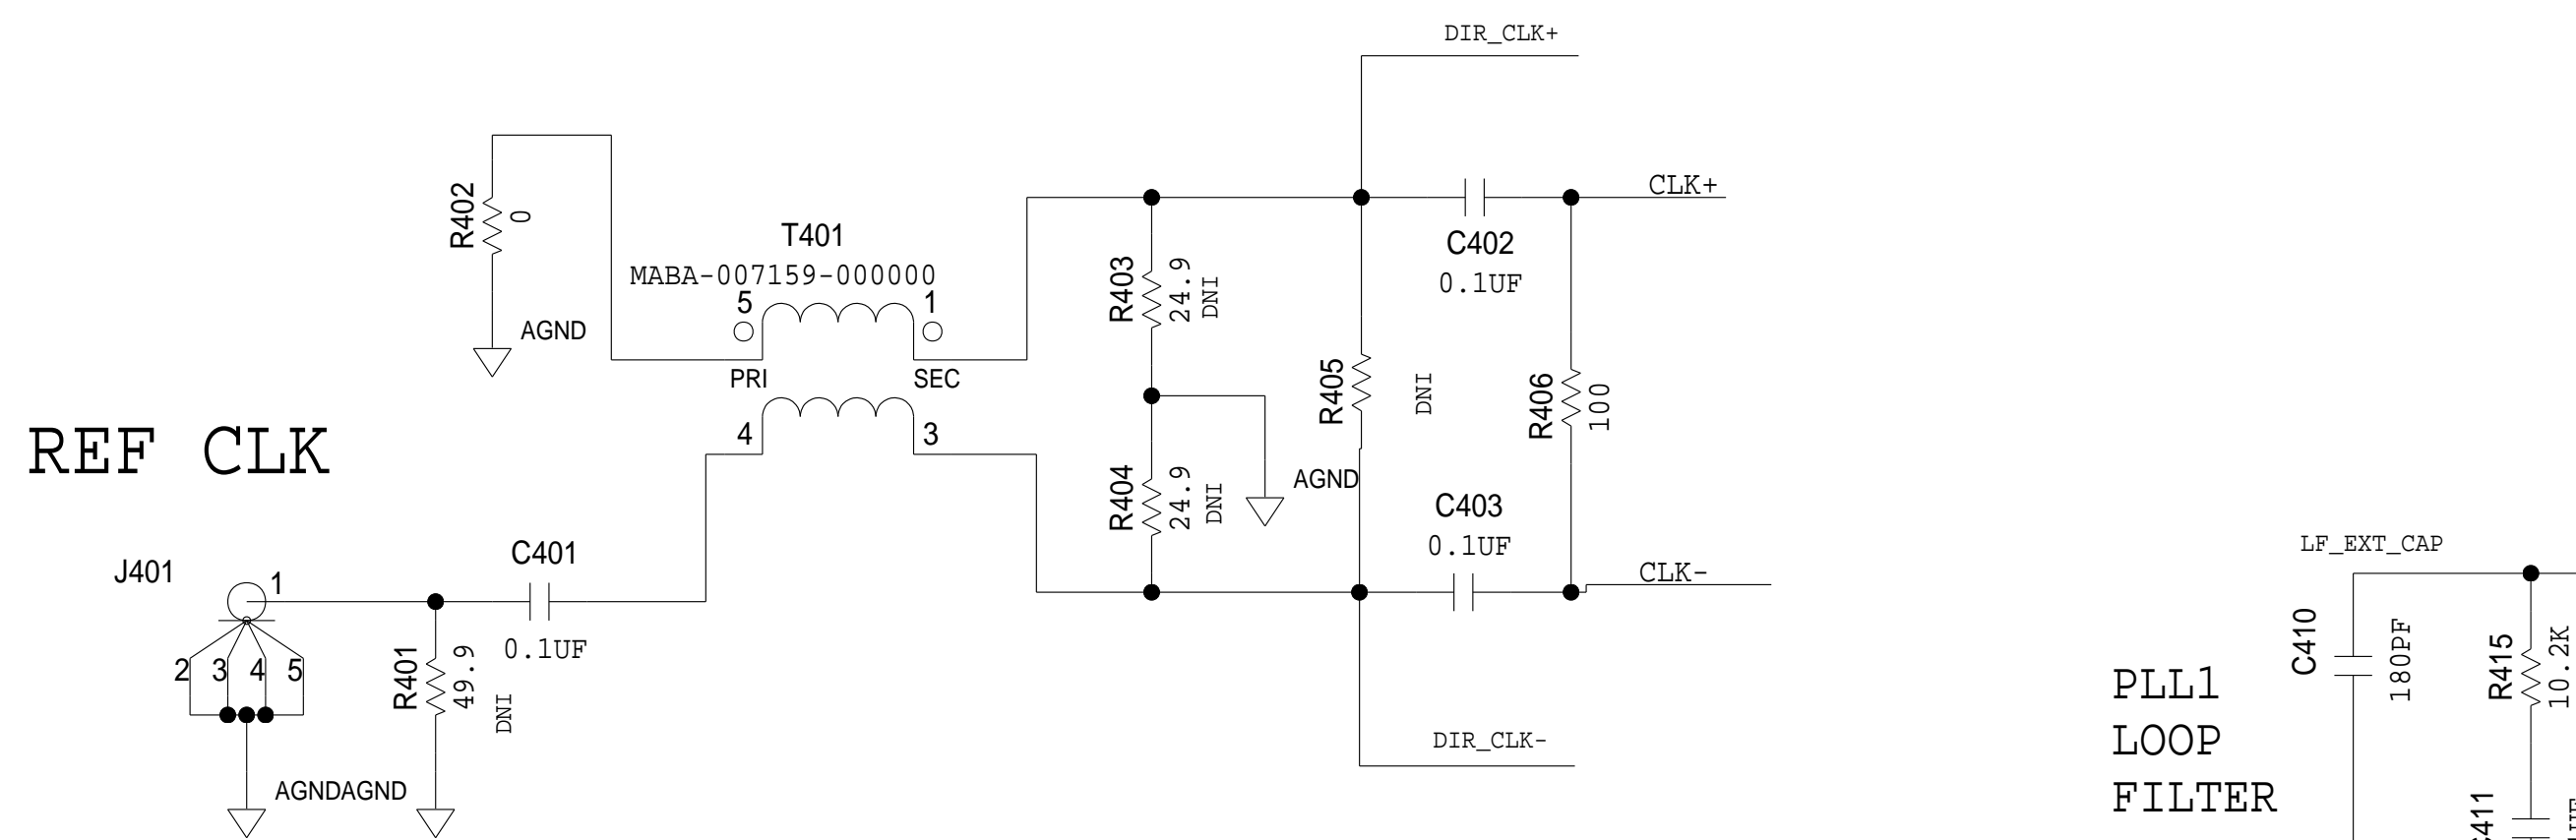 DIR_CLK+
CLK+
R402
0
AGND
T401
MABA-007159-000000
5
1
PRI
SEC
4
3
R403
24.9
DNI
R404
24.9
DNI
AGND
R405
DNI
C402
0.1UF
R406
100
C403
0.1UF
CLK-
DIR_CLK-
REF CLK
J401
1
2
3
4
5
C401
0.1UF
R401
49.9
DNI
AGND
AGND
LF_EXT_CAP
C410
180PF
R415
10.2K
PLL1
LOOP
FILTER